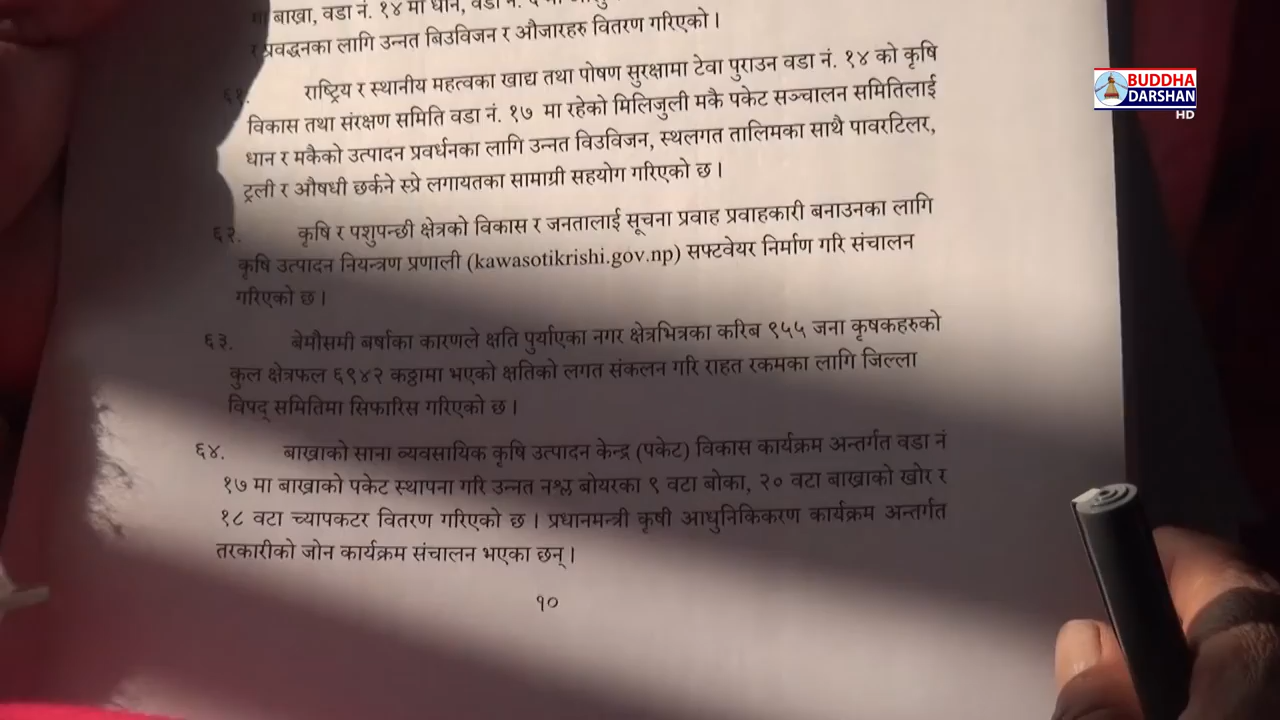 बाख्रा, वडा नं. १४ मा धान, वडा नं.
र प्रवद्धनका लागि उन्नत बिउविजन र औजारहरु वितरण गरिएको ।
६१. राष्ट्रिय र स्थानीय महत्वका खाद्य तथा पोषण सुरक्षामा टेवा पुराउन वडा नं. १४ को कृषि
विकास तथा संरक्षण समिति वडा नं. १७ मा रहेको मिलिजुली मकै पकेट सञ्चालन समितिलाई
धान र मकैको उत्पादन प्रवर्धनका लागि उन्नत विउविजन, स्थलगत तालिमका साथै पावरटिलर,
ट्रली र औषधी छर्कने स्प्रे लगायतका सामाग्री सहयोग गरिएको छ ।
६२. कृषि र पशुपन्छी क्षेत्रको विकास र जनतालाई सूचना प्रवाह प्रवाहकारी बनाउनका लागि
कृषि उत्पादन नियन्त्रण प्रणाली (kawasotikrishi.gov.np) सफ्टवेयर निर्माण गरि संचालन
गरिएको छ ।
६३. बेमौसमी बर्षाका कारणले क्षति पुर्याएका नगर क्षेत्रभित्रका करिब ९५५ जना कृषकहरुको
कुल क्षेत्रफल ६९४२ कठ्ठामा भएको क्षतिको लगत संकलन गरि राहत रकमका लागि जिल्ला
विपद् समितिमा सिफारिस गरिएको छ ।
६४. बाख्राको साना व्यवसायिक कृषि उत्पादन केन्द्र (पकेट) विकास कार्यक्रम अन्तर्गत वडा नं
१७ मा बाख्राको पकेट स्थापना गरि उन्नत नश्ल बोयरका ९ वटा बोका, २० वटा बाख्राको खोर र
१८ वटा च्यापकटर वितरण गरिएको छ । प्रधानमन्त्री कृषी आधुनिकिकरण कार्यक्रम अन्तर्गत
तरकारीको जोन कार्यक्रम संचालन भएका छन् ।
१०
BUDDHA
DARSHAN
HD